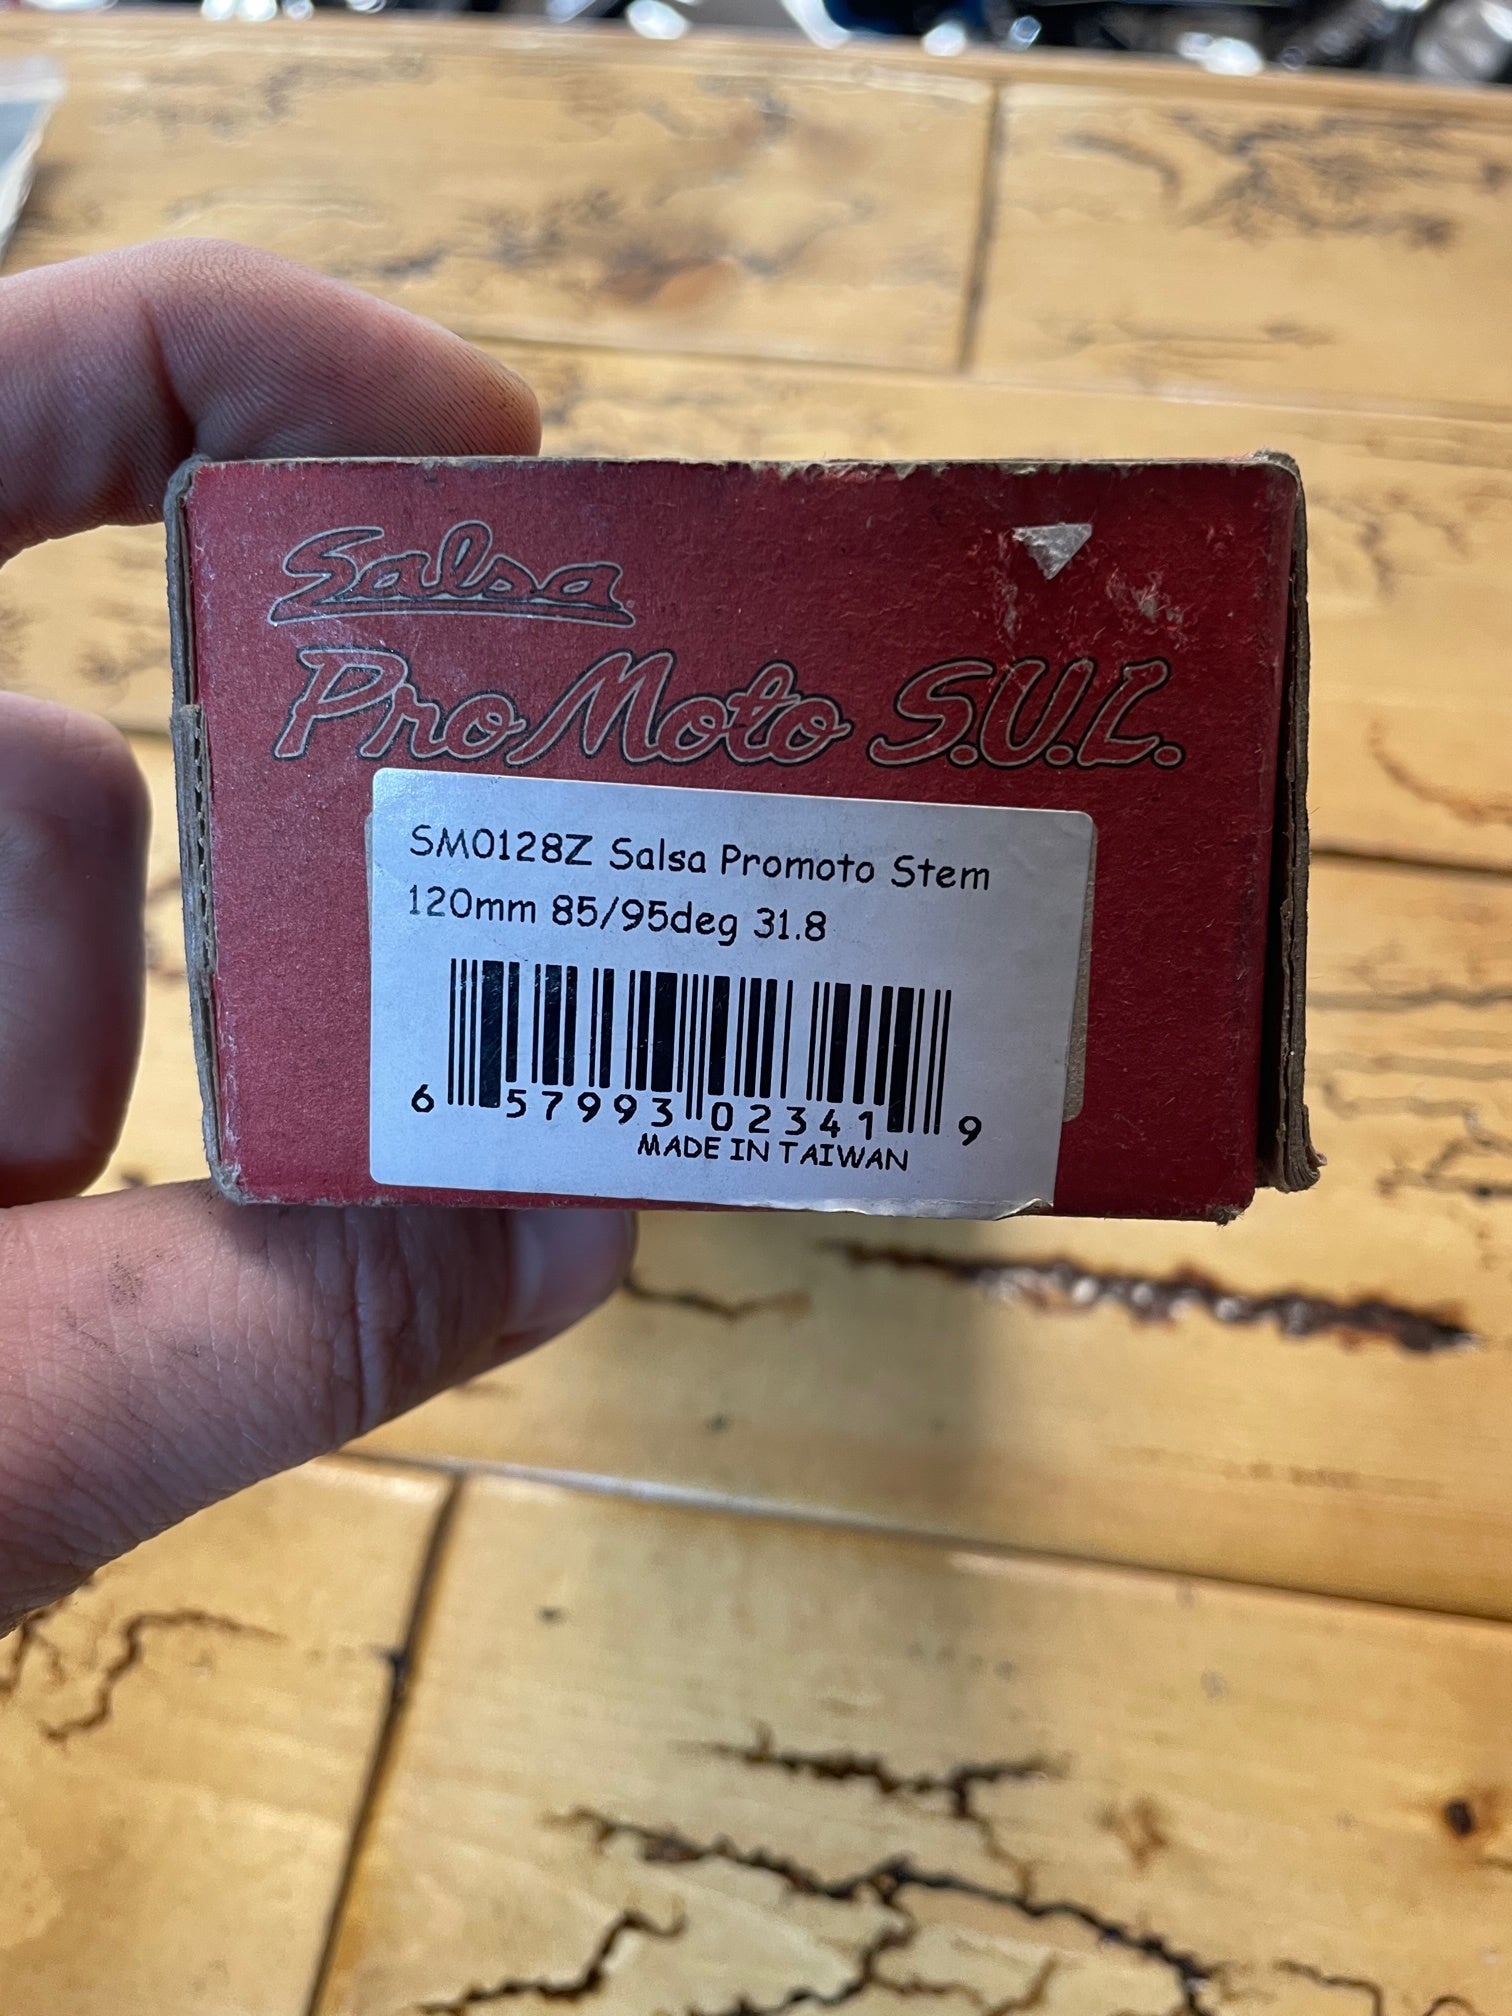 Salsa
Pro Moto S.U.L.
SM0128Z Salsa Promoto Stem
120mm 85/95deg 31.8
6 57993 02341 9
MADE IN TAIWAN